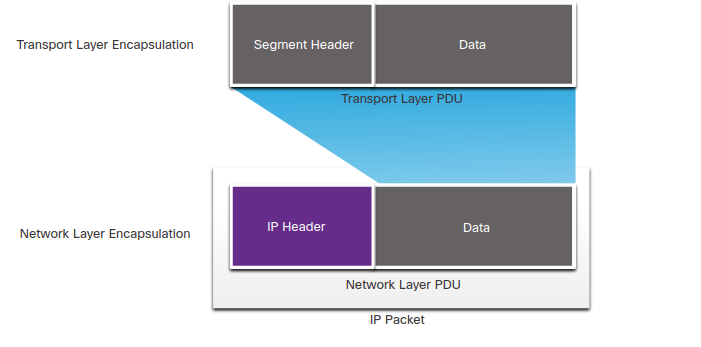 Transport Layer Encapsulation
Segment Header
Data
Transport Layer PDU
Network Layer Encapsulation
IP Header
Data
Network Layer PDU
IP Packet